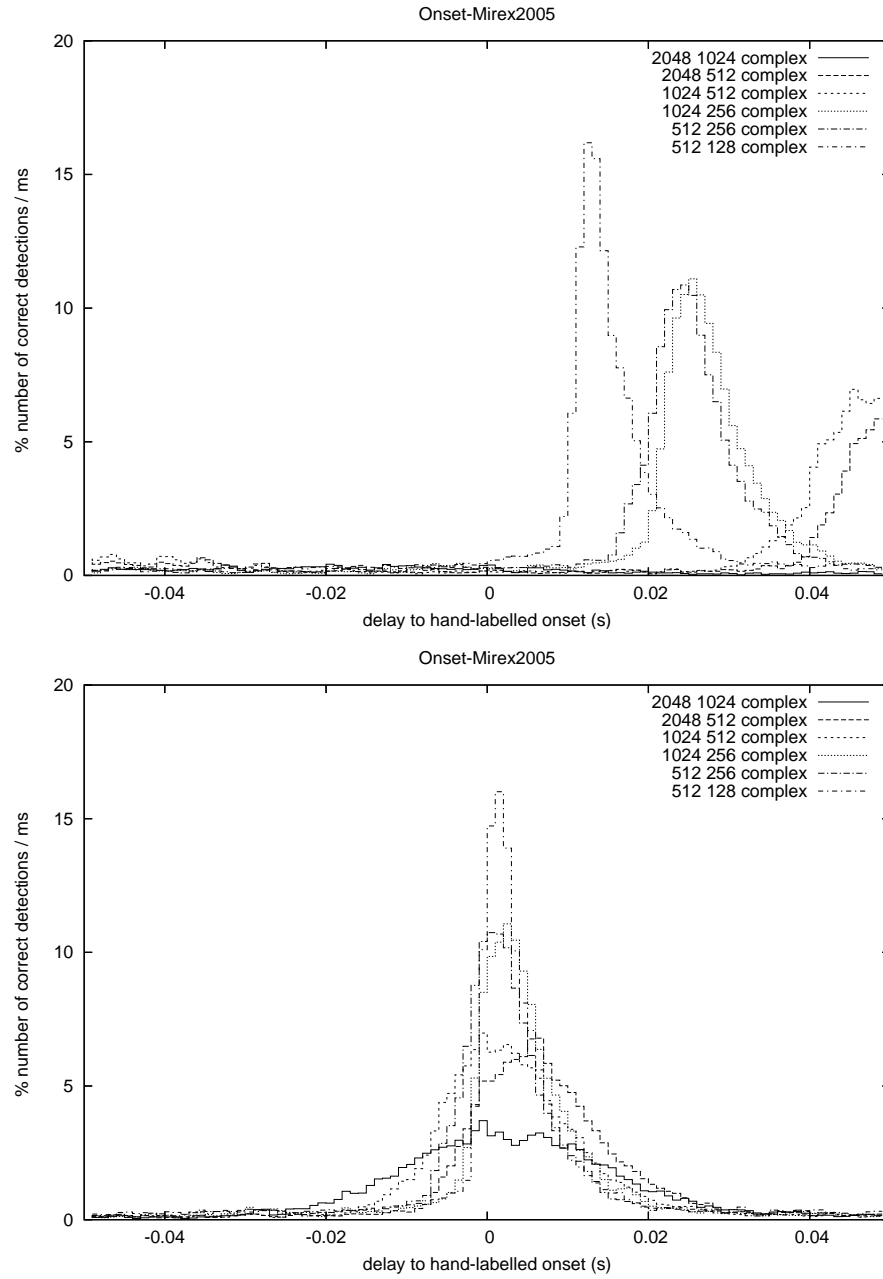 Onset-Mirex2005
20
2048 1024 complex
2048 512 complex
1024 512 complex
1024 256 complex
512 256 complex
512 128 complex
15
% number of correct detections / ms
10
5
0
-0.04 -0.02 0 0.02 0.04
delay to hand-labelled onset (s)
Onset-Mirex2005
20
2048 1024 complex
2048 512 complex
1024 512 complex
1024 256 complex
512 256 complex
512 128 complex
15
% number of correct detections / ms
10
5
0
-0.04 -0.02 0 0.02 0.04
delay to hand-labelled onset (s)